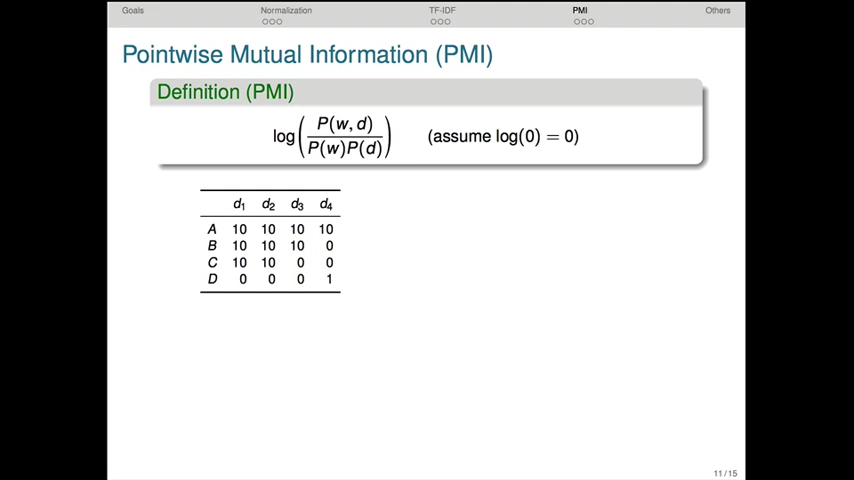 Goals Normalization TF-IDF PMI Others
Pointwise Mutual Information (PMI)
Definition (PMI)
log( P(w, d) / P(w)P(d) ) (assume log(0) = 0)
d1 d2 d3 d4
A 10 10 10 10
B 10 10 10 0
C 10 10 0 0
D 0 0 0 1
11 / 15